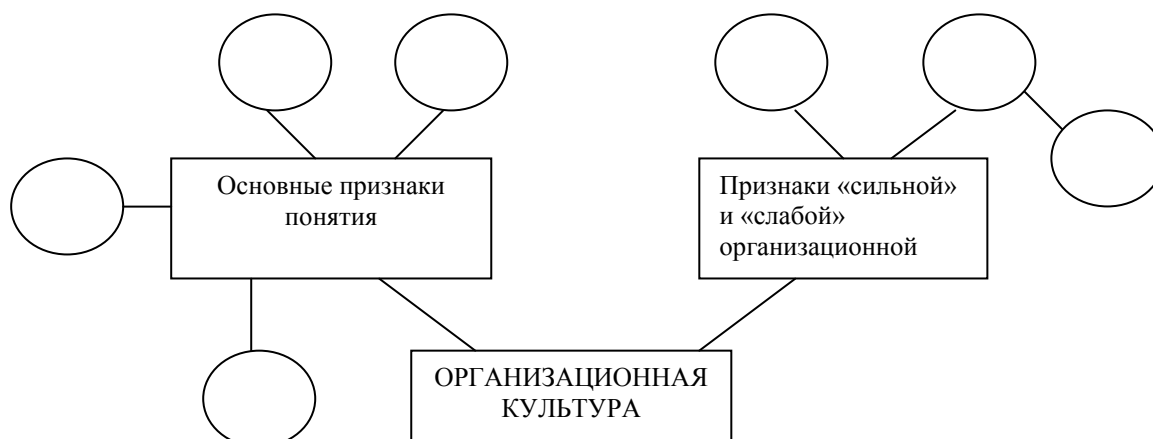 Основные признаки
понятия
Признаки «сильной»
и «слабой»
организационной
ОРГАНИЗАЦИОННАЯ
КУЛЬТУРА